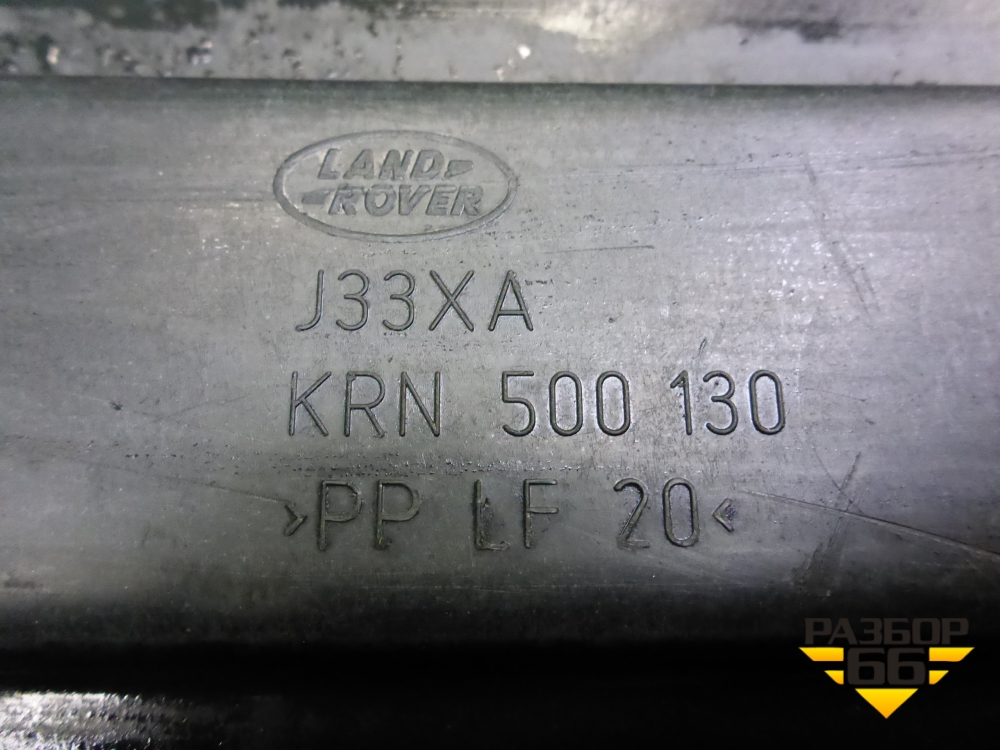 LAND
ROVER
J33XA
KRN 500 130
>PP LF 20<
РАЗБОР
66